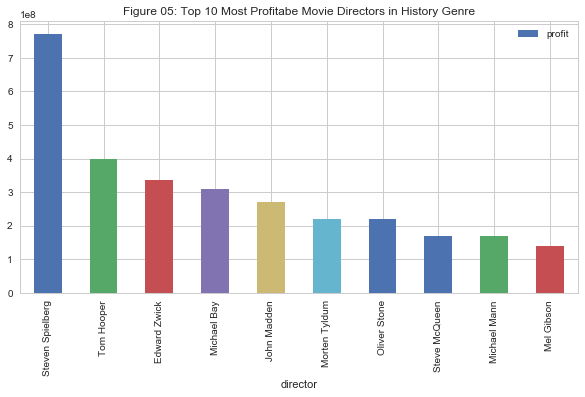 Figure 05: Top 10 Most Profitabe Movie Directors in History Genre
1e8
profit
8
7
6
5
4
3
2
1
0
Steven Spielberg
Tom Hooper
Edward Zwick
Michael Bay
John Madden
Morten Tyldum
Oliver Stone
Steve McQueen
Michael Mann
Mel Gibson
director